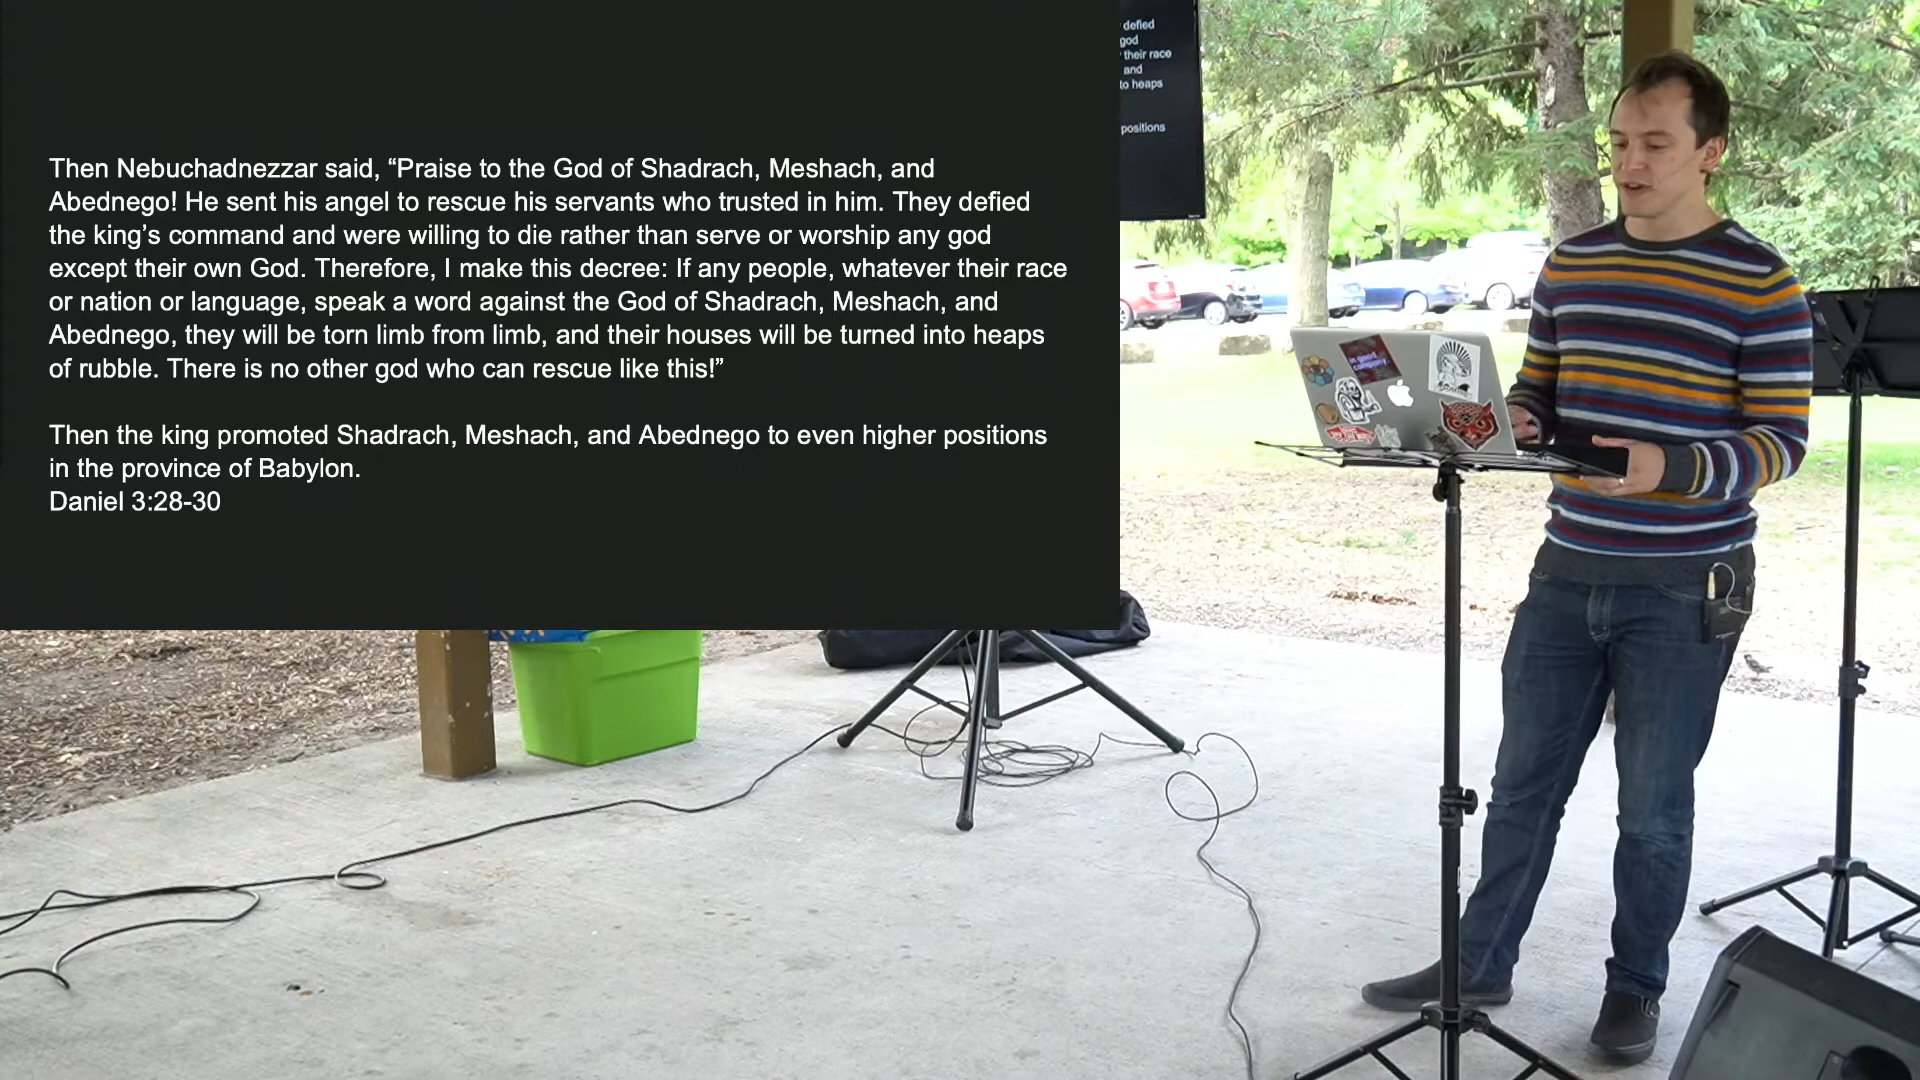 Then Nebuchadnezzar said, “Praise to the God of Shadrach, Meshach, and
Abednego! He sent his angel to rescue his servants who trusted in him. They defied
the king’s command and were willing to die rather than serve or worship any god
except their own God. Therefore, I make this decree: If any people, whatever their race
or nation or language, speak a word against the God of Shadrach, Meshach, and
Abednego, they will be torn limb from limb, and their houses will be turned into heaps
of rubble. There is no other god who can rescue like this!”
Then the king promoted Shadrach, Meshach, and Abednego to even higher positions
in the province of Babylon.
Daniel 3:28-30
defied
god
their race
and
to heaps
positions
in good
company